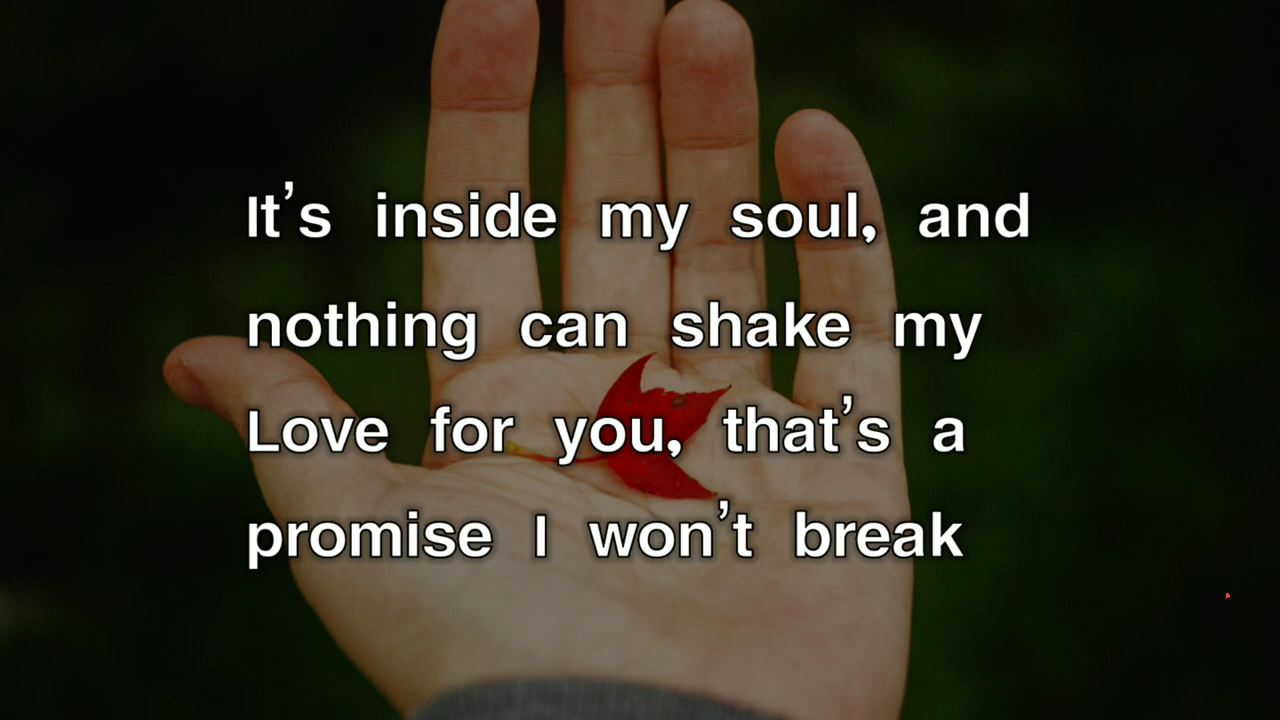 It’s inside my soul, and
nothing can shake my
Love for you, that’s a
promise I won’t break